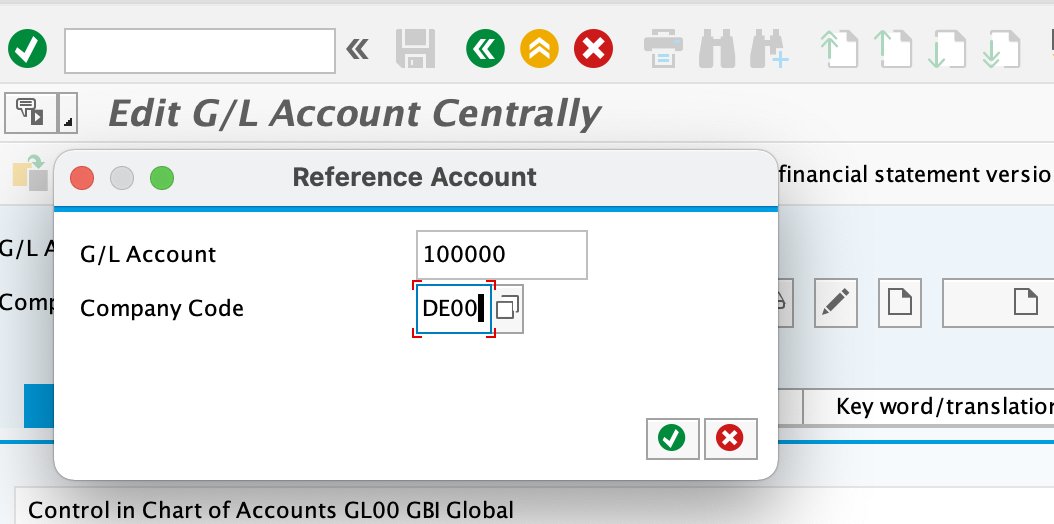 Edit G/L Account Centrally
Reference Account
financial statement versio
G/L A
G/L Account
100000
Comp
Company Code
DE00
Key word/translation
Control in Chart of Accounts GL00 GBI Global